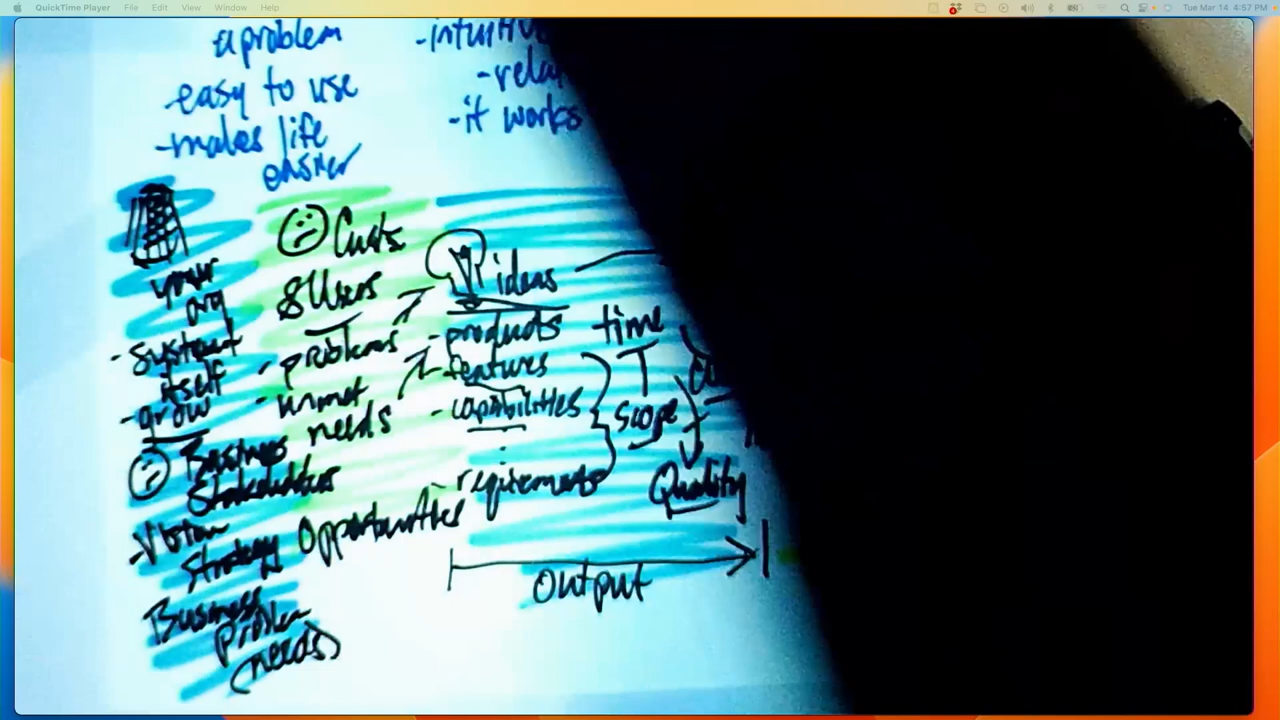 QuickTime Player File Edit View Window Help
Tue Mar 14 4:57 PM
a problem
-easy to use
-makes life
easier
-intuitive
-rela
-it works
your
org
itself
-grow
Business
Stakeholders
-Vision
Strategy
Business
Problem
(needs)
Custs
& Users
- problems
- unmet
needs
Opportunities
ideas
-products
-features
-capabilities
- requirements
time
scope
Quality
Output